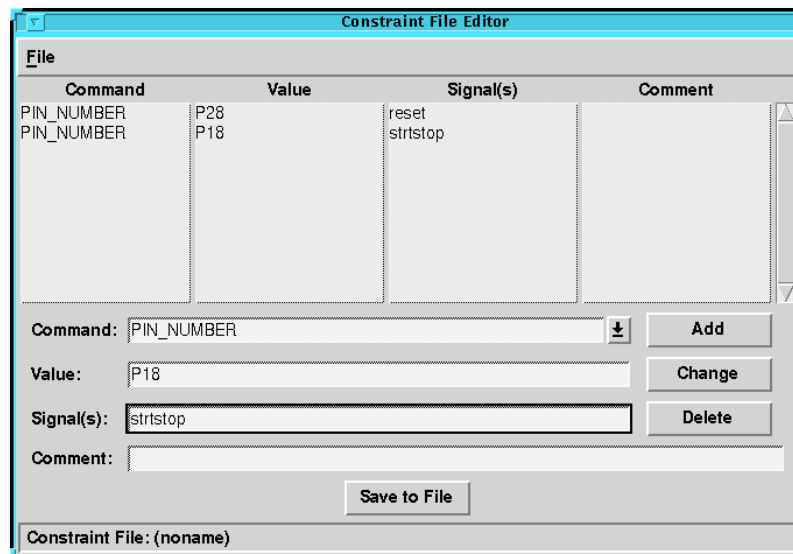 Constraint File Editor
File
Command Value Signal(s) Comment
PIN_NUMBER P28 reset
PIN_NUMBER P18 strtstop
Command: PIN_NUMBER Add
Value: P18 Change
Signal(s): strtstop Delete
Comment:
Save to File
Constraint File: (noname)